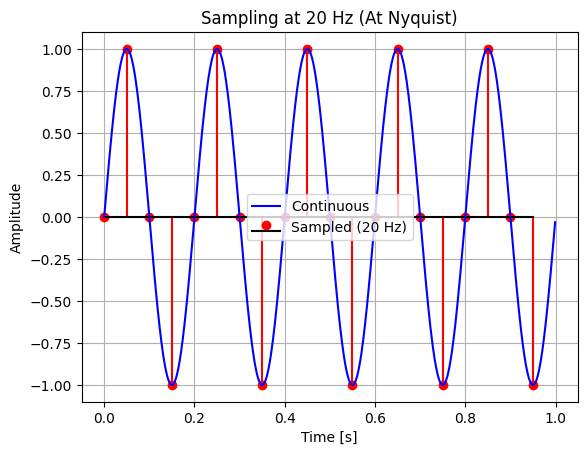 Sampling at 20 Hz (At Nyquist)
1.00
0.75
0.50
0.25
0.00
−0.25
−0.50
−0.75
−1.00
Amplitude
Continuous
Sampled (20 Hz)
0.0 0.2 0.4 0.6 0.8 1.0
Time [s]